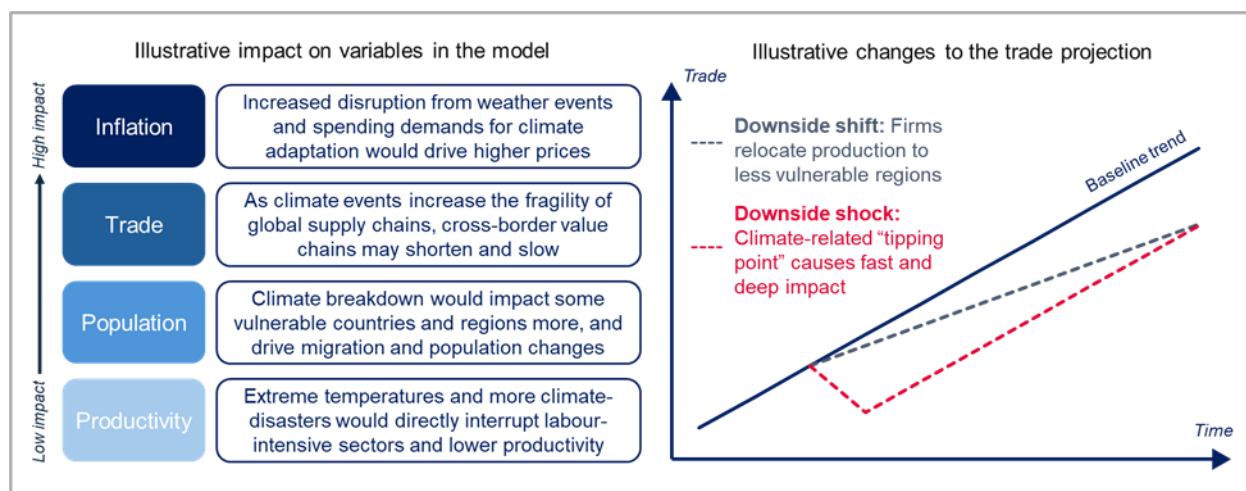 Illustrative impact on variables in the model
High impact
Low impact
Inflation
Increased disruption from weather events
and spending demands for climate
adaptation would drive higher prices
Trade
As climate events increase the fragility of
global supply chains, cross-border value
chains may shorten and slow
Population
Climate breakdown would impact some
vulnerable countries and regions more, and
drive migration and population changes
Productivity
Extreme temperatures and more climate-
disasters would directly interrupt labour-
intensive sectors and lower productivity
Illustrative changes to the trade projection
Trade
Downside shift: Firms
relocate production to
less vulnerable regions
Downside shock:
Climate-related “tipping
point” causes fast and
deep impact
Baseline trend
Time